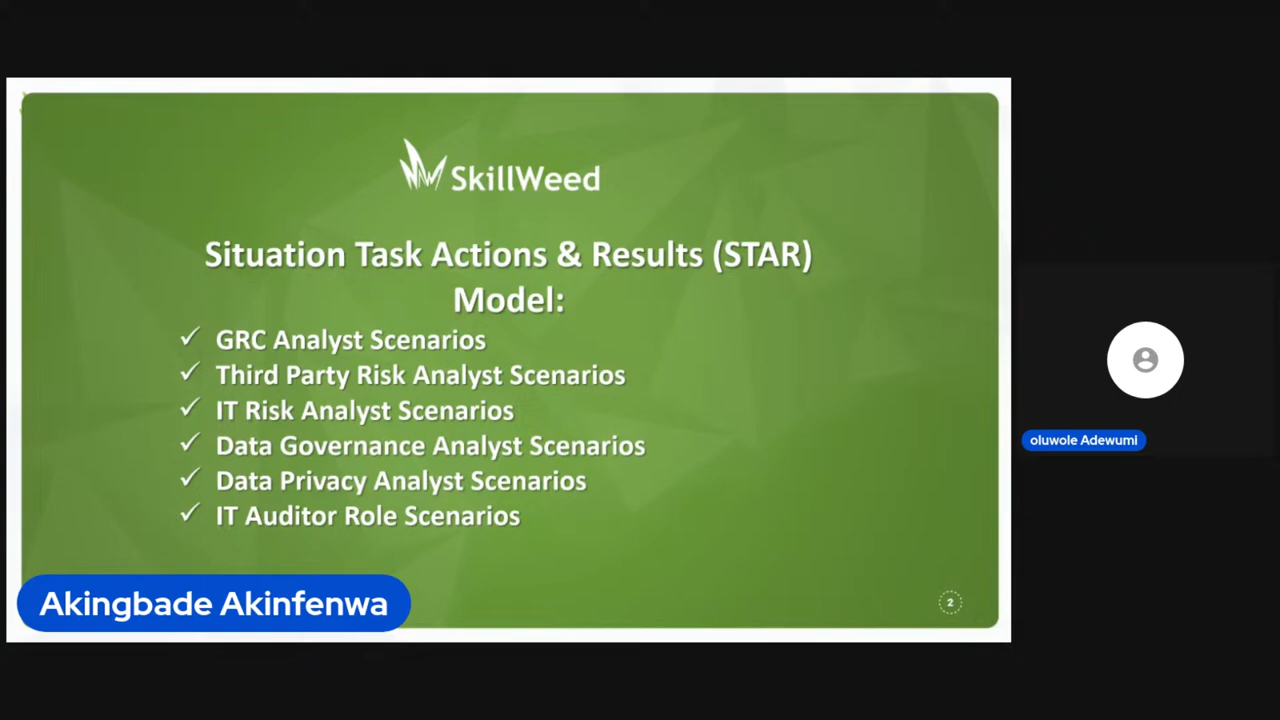 SkillWeed
Situation Task Actions & Results (STAR)
Model:
✓ GRC Analyst Scenarios
✓ Third Party Risk Analyst Scenarios
✓ IT Risk Analyst Scenarios
✓ Data Governance Analyst Scenarios
✓ Data Privacy Analyst Scenarios
✓ IT Auditor Role Scenarios
Akingbade Akinfenwa
2
oluwole Adewumi